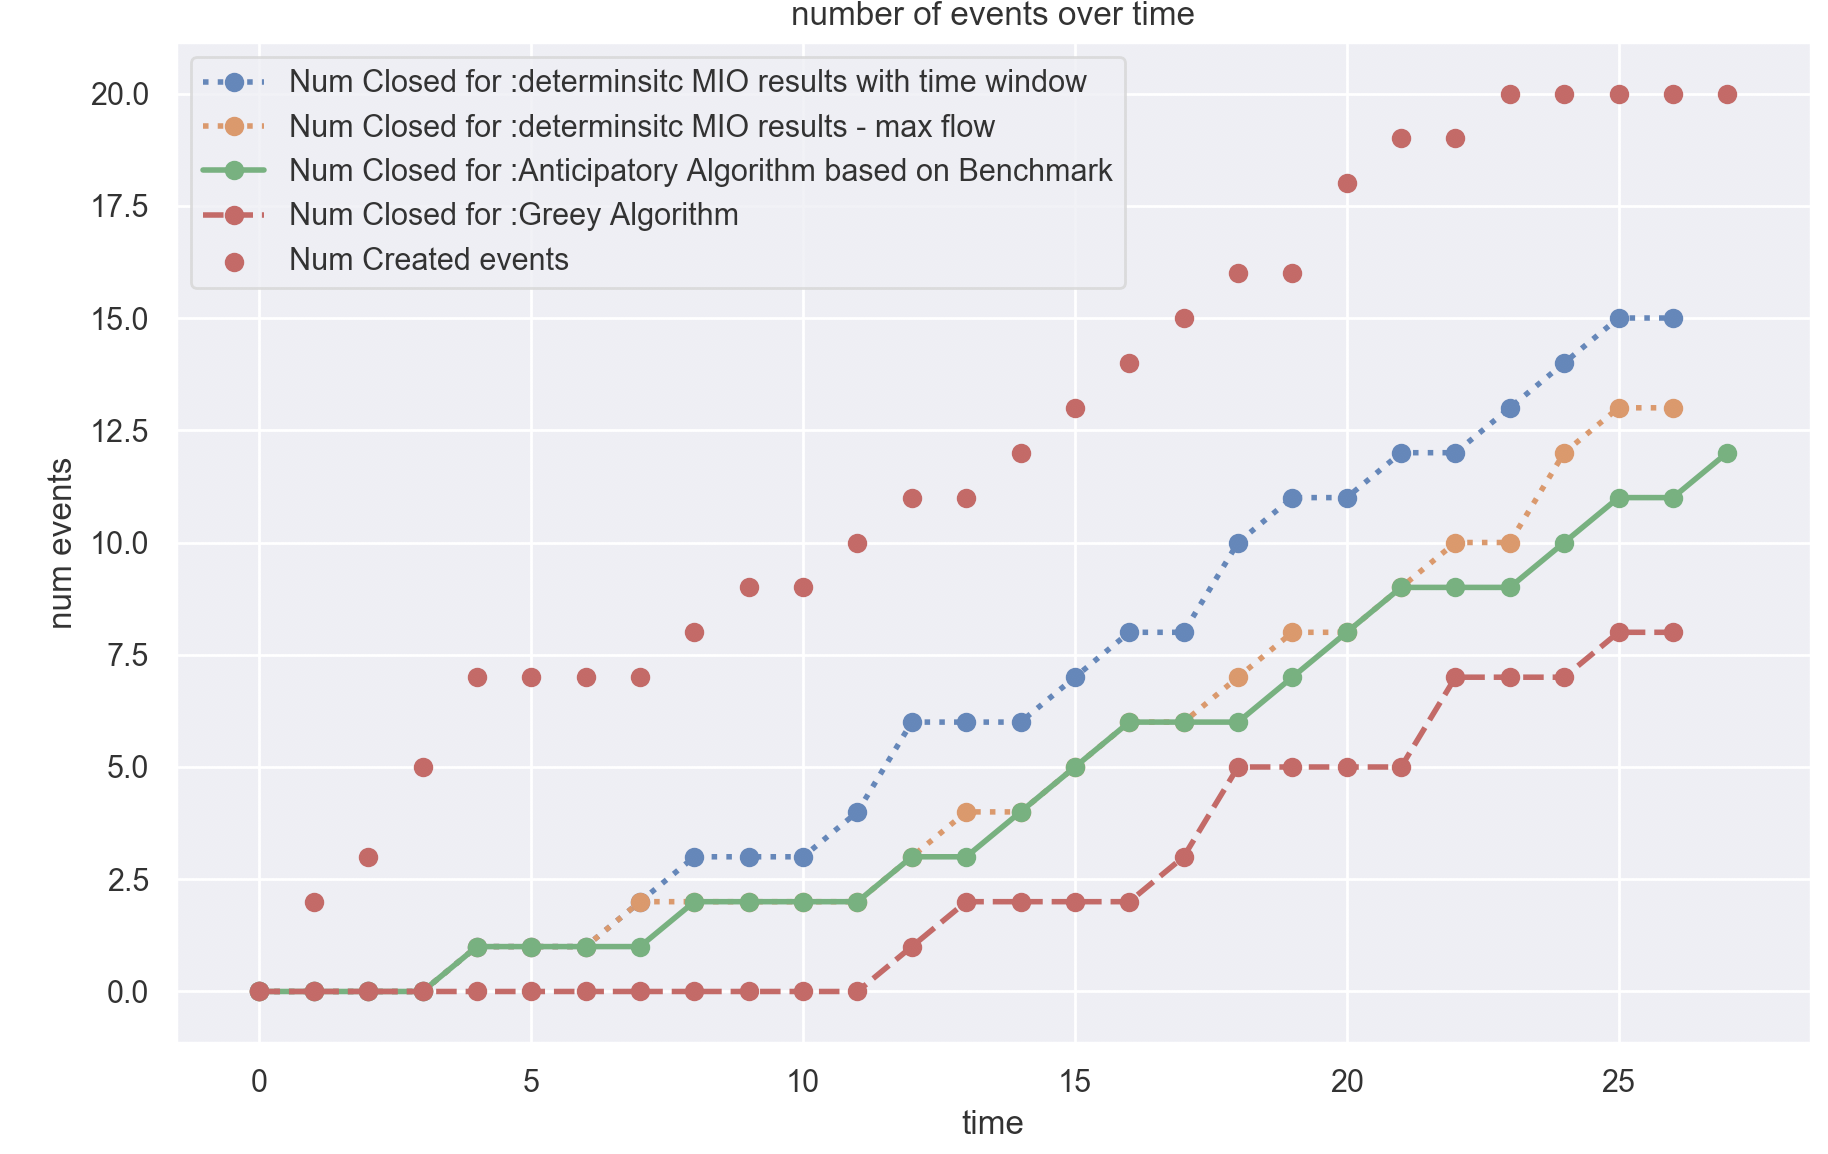 number of events over time
Num Closed for :determinsitc MIO results with time window
Num Closed for :determinsitc MIO results - max flow
Num Closed for :Anticipatory Algorithm based on Benchmark
Num Closed for :Greey Algorithm
Num Created events
num events
20.0
17.5
15.0
12.5
10.0
7.5
5.0
2.5
0.0
0 5 10 15 20 25
time